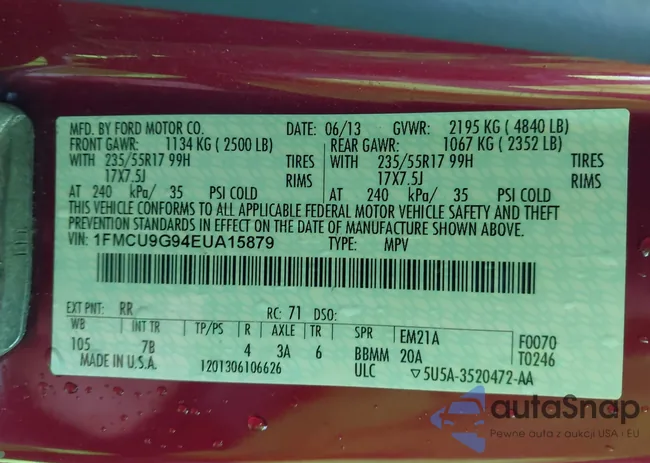 MFD. BY FORD MOTOR CO. DATE: 06/13 GVWR: 2195 KG ( 4840 LB)
FRONT GAWR: 1134 KG ( 2500 LB) REAR GAWR: 1067 KG ( 2352 LB)
WITH 235/55R17 99H TIRES WITH 235/55R17 99H TIRES
17X7.5J RIMS 17X7.5J RIMS
AT 240 kPa/ 35 PSI COLD AT 240 kPa/ 35 PSI COLD
THIS VEHICLE CONFORMS TO ALL APPLICABLE FEDERAL MOTOR VEHICLE SAFETY AND THEFT
PREVENTION STANDARDS IN EFFECT ON THE DATE OF MANUFACTURE SHOWN ABOVE.
VIN: 1FMCU9G94EUA15879 TYPE: MPV
EXT PNT: RR RC: 71 DSO:
WB INT TR TP/PS R AXLE TR SPR EM21A F0070
105 7B 4 3A 6 BBMM 20A T0246
MADE IN U.S.A. 1201306106626 ULC ▽5U5A-3520472-AA
autoSnap
Pewne auta z aukcji USA i EU